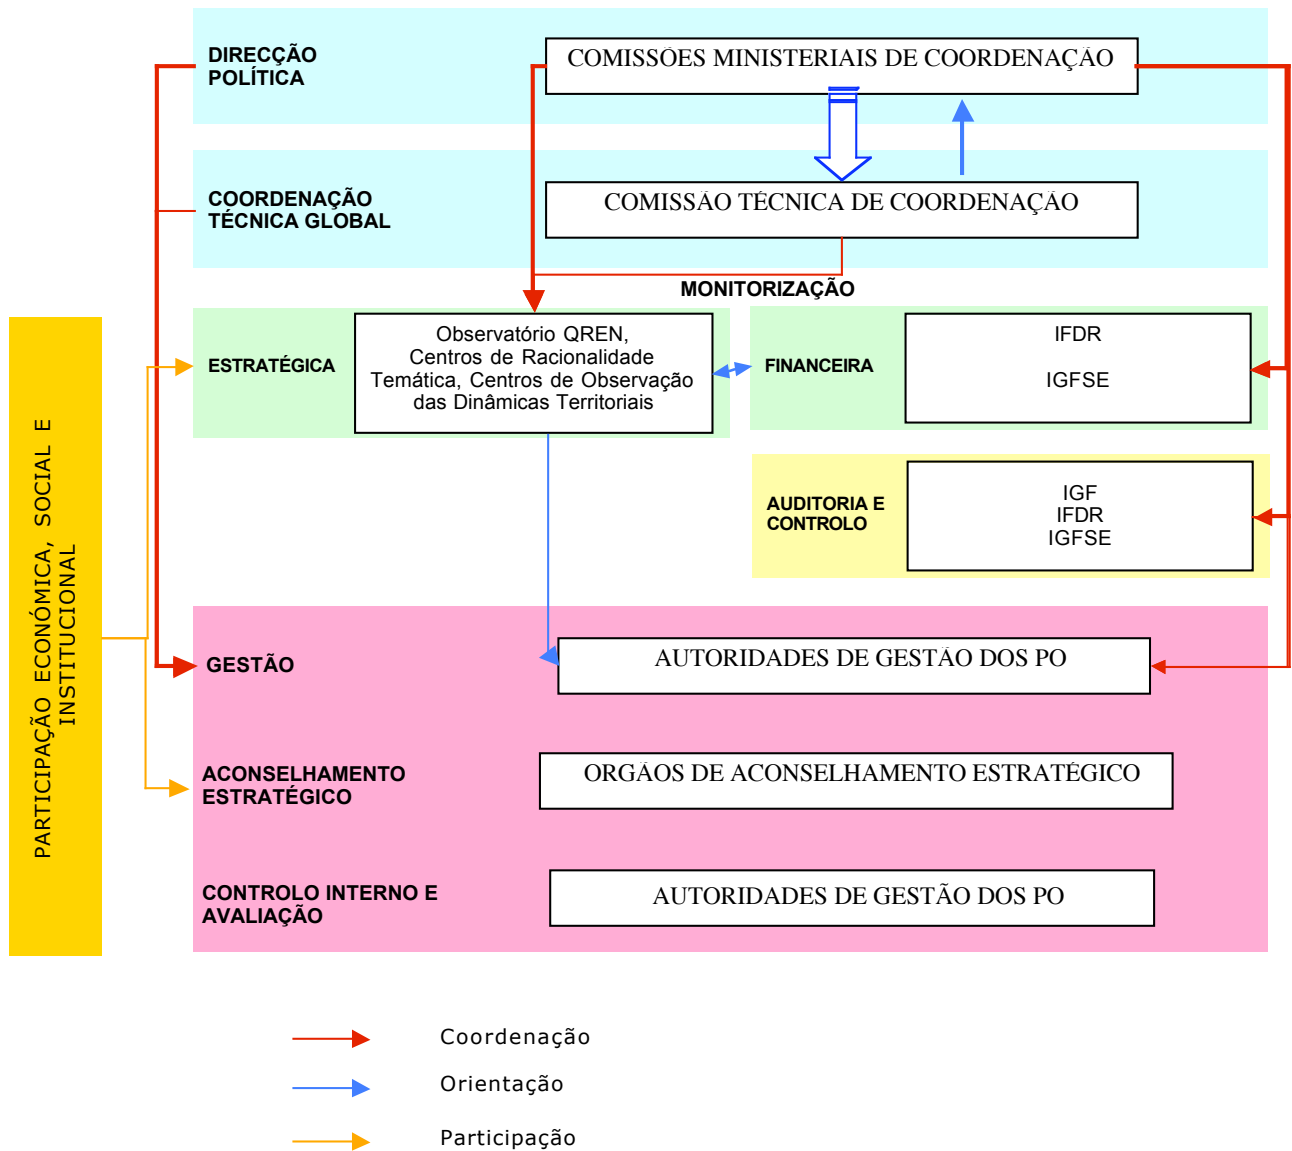 DIRECÇÃO
POLÍTICA
COMISSÕES MINISTERIAIS DE COORDENAÇÃO
COORDENAÇÃO
TÉCNICA GLOBAL
COMISSÃO TÉCNICA DE COORDENAÇÃO
MONITORIZAÇÃO
ESTRATÉGICA
Observatório QREN,
Centros de Racionalidade
Temática, Centros de Observação
das Dinâmicas Territoriais
FINANCEIRA
IFDR
IGFSE
AUDITORIA E
CONTROLO
IGF
IFDR
IGFSE
PARTICIPAÇÃO ECONÓMICA, SOCIAL E
INSTITUCIONAL
GESTÃO
AUTORIDADES DE GESTÃO DOS PO
ACONSELHAMENTO
ESTRATÉGICO
ORGÃOS DE ACONSELHAMENTO ESTRATÉGICO
CONTROLO INTERNO E
AVALIAÇÃO
AUTORIDADES DE GESTÃO DOS PO
Coordenação
Orientação
Participação